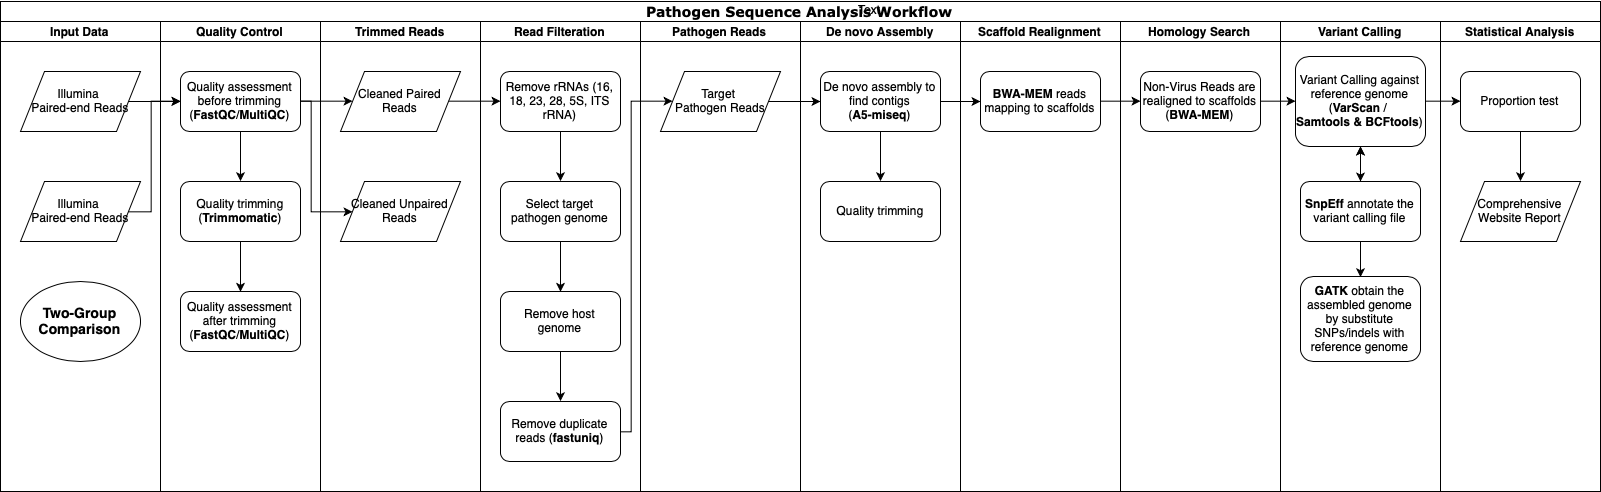 Pathogen Sequence Analysis Workflow
Text
Input Data
Quality Control
Trimmed Reads
Read Filteration
Pathogen Reads
De novo Assembly
Scaffold Realignment
Homology Search
Variant Calling
Statistical Analysis
Illumina
Paired-end Reads
Illumina
Paired-end Reads
Two-Group
Comparison
Quality assessment
before trimming
(FastQC/MultiQC)
Quality trimming
(Trimmomatic)
Quality assessment
after trimming
(FastQC/MultiQC)
Cleaned Paired
Reads
Cleaned Unpaired
Reads
Remove rRNAs (16,
18, 23, 28, 5S, ITS
rRNA)
Select target
pathogen genome
Remove host
genome
Remove duplicate
reads (fastuniq)
Target
Pathogen Reads
De novo assembly to
find contigs
(A5-miseq)
Quality trimming
BWA-MEM reads
mapping to scaffolds
Non-Virus Reads are
realigned to scaffolds
(BWA-MEM)
Variant Calling against
reference genome
(VarScan /
Samtools & BCFtools)
SnpEff annotate the
variant calling file
GATK obtain the
assembled genome
by substitute
SNPs/indels with
reference genome
Proportion test
Comprehensive
Website Report